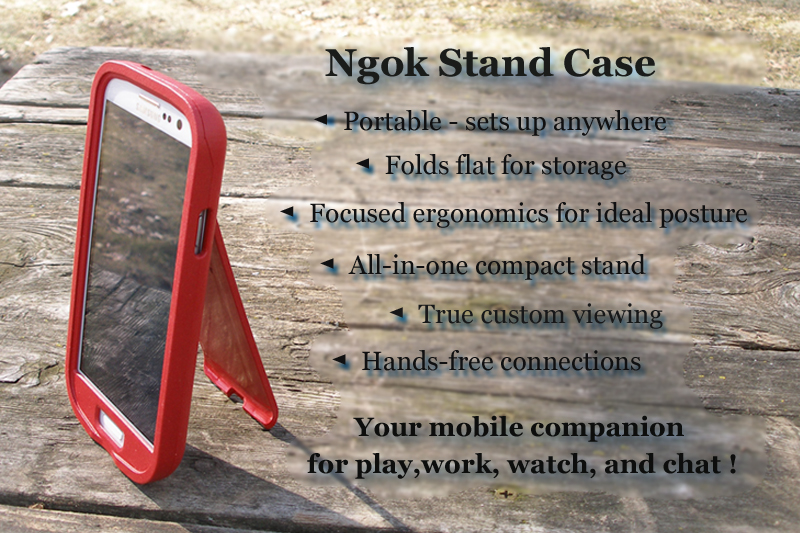 Ngok Stand Case
Portable - sets up anywhere
Folds flat for storage
Focused ergonomics for ideal posture
All-in-one compact stand
True custom viewing
Hands-free connections
Your mobile companion
for play,work, watch, and chat !